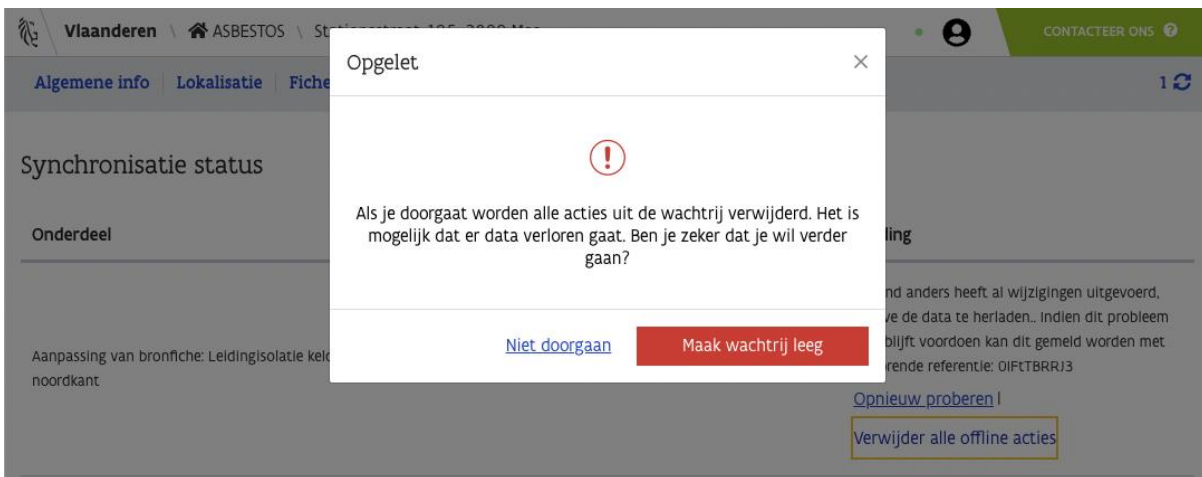 Vlaanderen \ ASBESTOS \ St
CONTACTEER ONS
Opgelet
Algemene info | Lokalisatie | Fiche
1
Synchronisatie status
Als je doorgaat worden alle acties uit de wachtrij verwijderd. Het is
mogelijk dat er data verloren gaat. Ben je zeker dat je wil verder
gaan?
Niet doorgaan
Maak wachtrij leeg
Onderdeel
ling
Aanpassing van bronfiche: Leidingisolatie keld
noordkant
nd anders heeft al wijzigingen uitgevoerd,
ve de data te herladen.. Indien dit probleem
blijft voordoen kan dit gemeld worden met
rende referentie: 0IFtTBRRJ3
Opnieuw proberen |
Verwijder alle offline acties